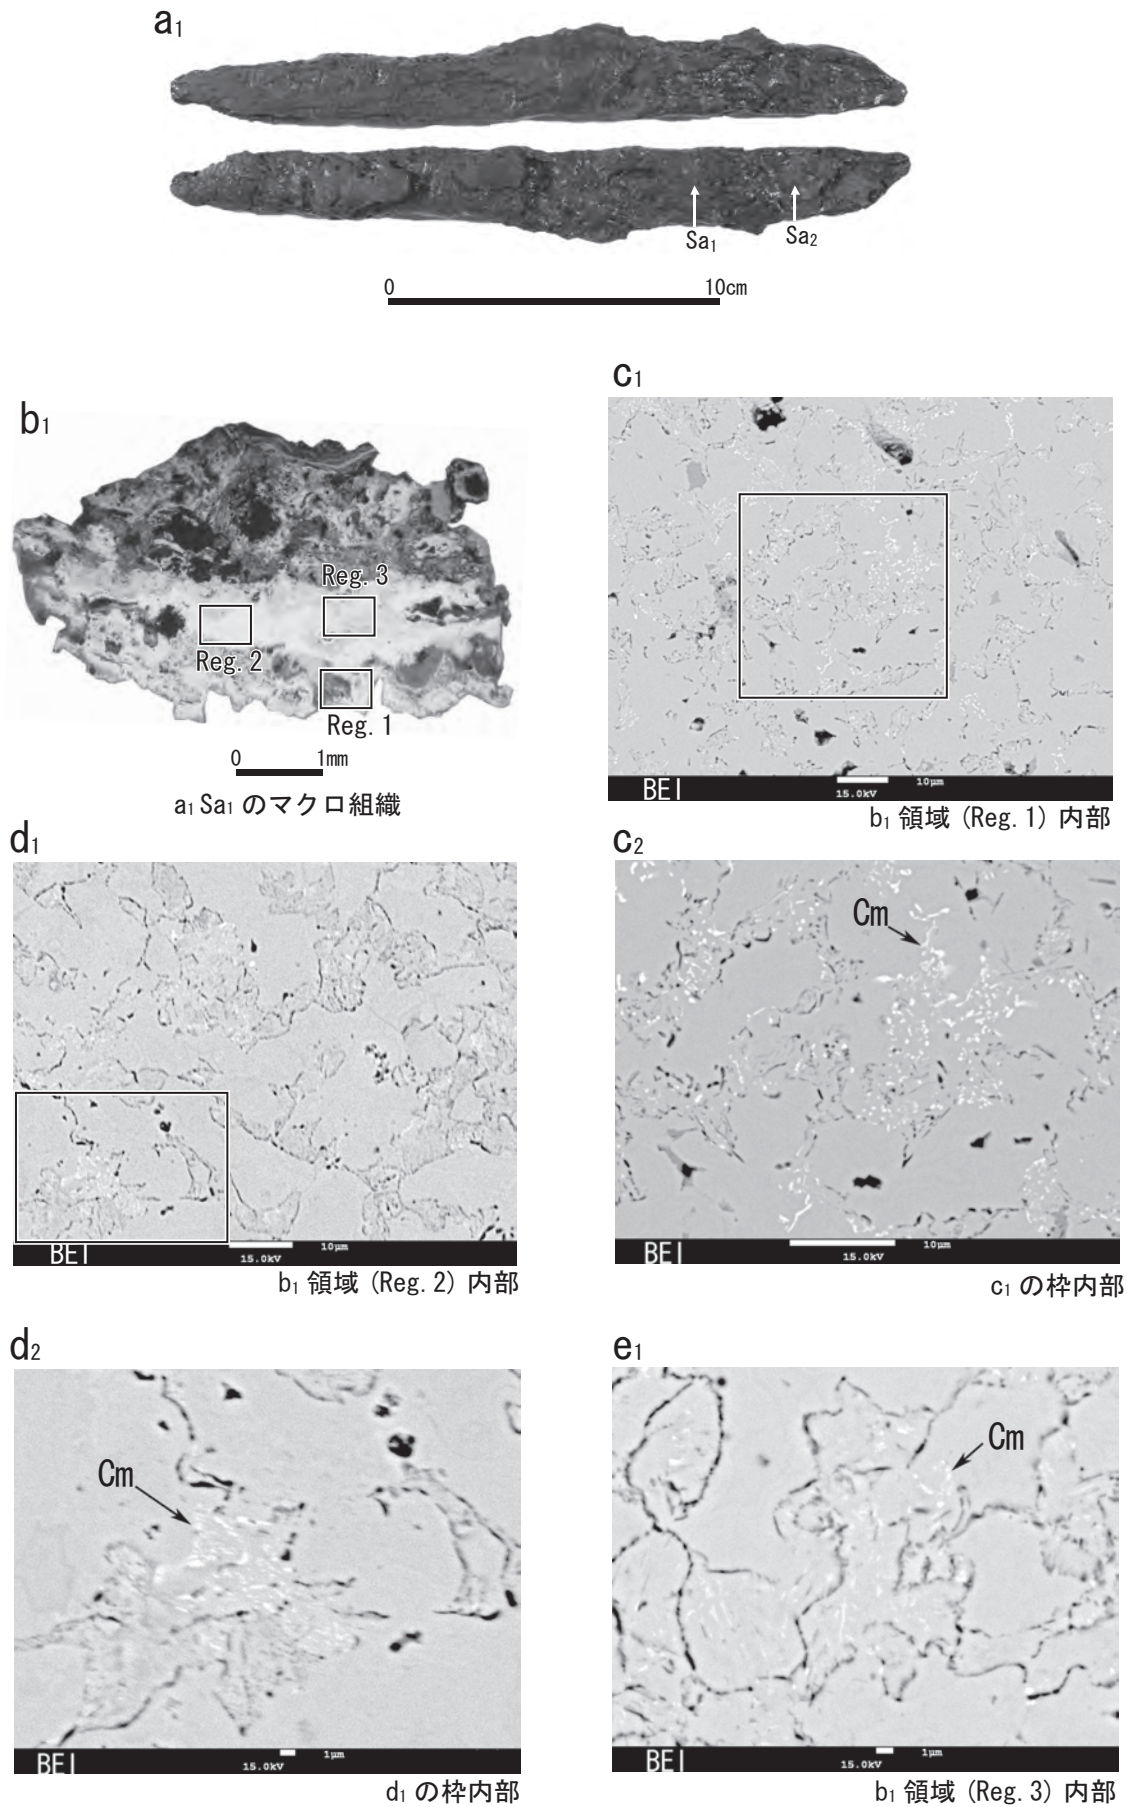 a1
Sa1
Sa2
0 10cm
b1
Reg. 3
Reg. 2
Reg. 1
0 1mm
a1 Sa1 のマクロ組織
c1
BEI 15.0kV 10μm
b1 領域 (Reg. 1) 内部
d1
BEI 15.0kV 10μm
b1 領域 (Reg. 2) 内部
c2
Cm
BEI 15.0kV 10μm
c1 の枠内部
d2
Cm
BEI 15.0kV 1μm
d1 の枠内部
e1
Cm
BEI 15.0kV 1μm
b1 領域 (Reg. 3) 内部